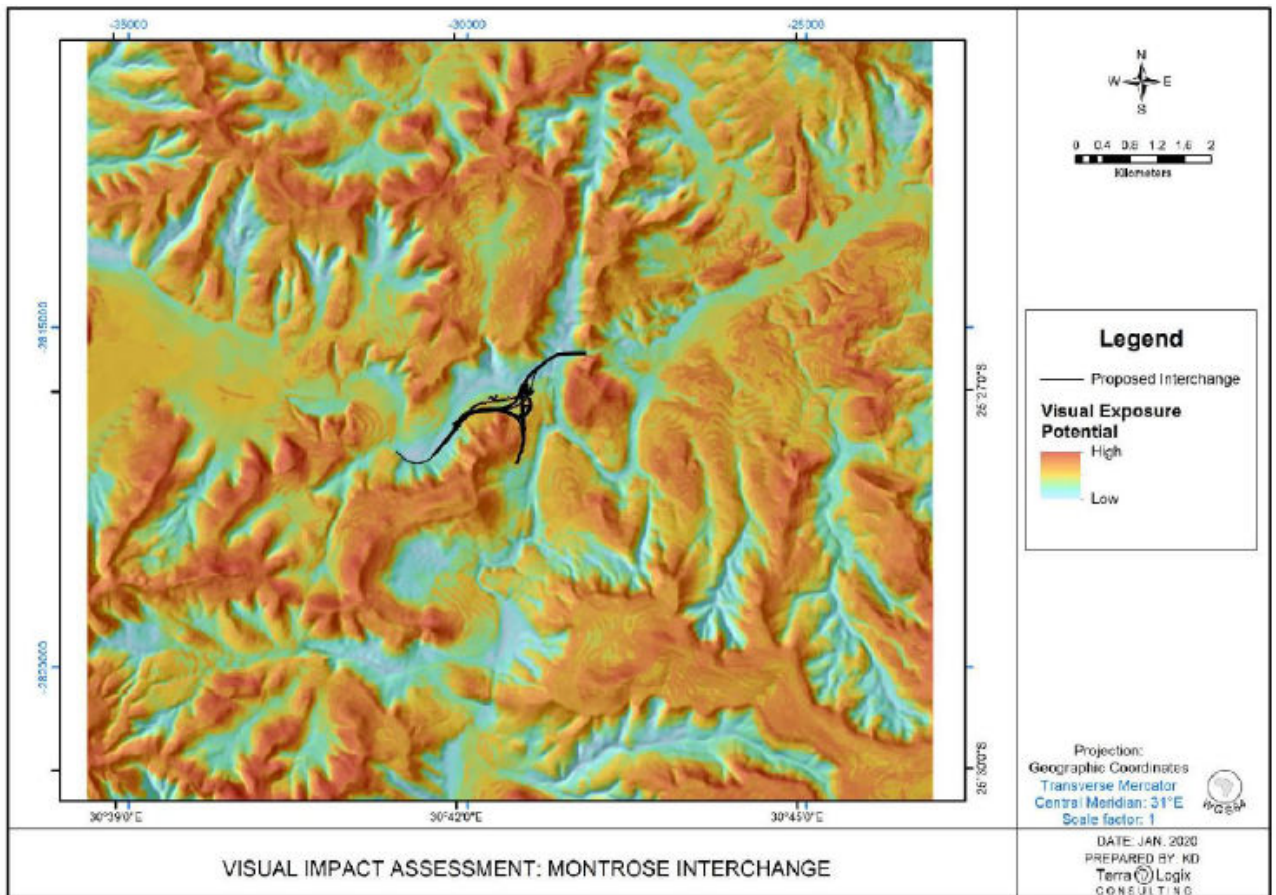 -35000 -30000 -25000
N
W E
S
0 0.4 0.8 1.2 1.6 2
Kilometers
-2815000
25°27'0"S
Legend
Proposed Interchange
Visual Exposure
Potential
High
Low
-2820000
25°30'0"S
30°39'0"E 30°42'0"E 30°45'0"E
Projection:
Geographic Coordinates
Transverse Mercator
Central Meridian: 31°E
Scale factor: 1
WGS84
VISUAL IMPACT ASSESSMENT: MONTROSE INTERCHANGE
DATE: JAN. 2020
PREPARED BY: KD
Terra Logix
CONSULTING